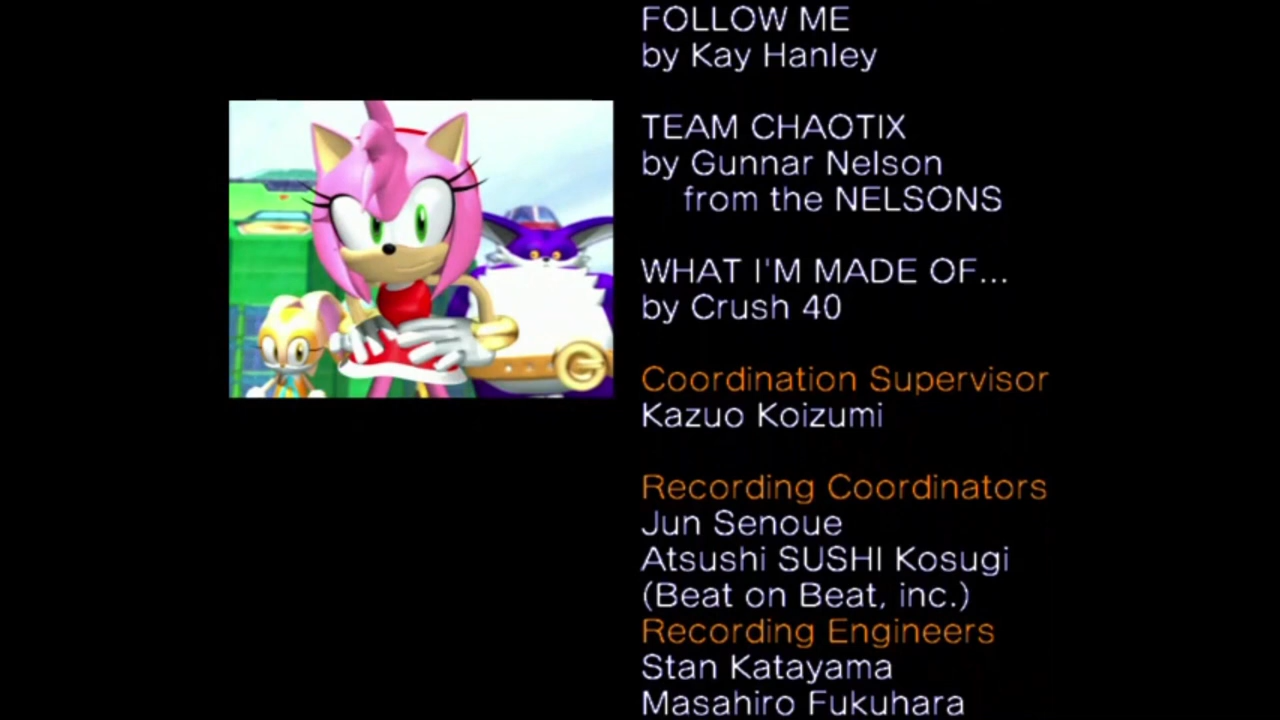 FOLLOW ME
by Kay Hanley
TEAM CHAOTIX
by Gunnar Nelson
from the NELSONS
WHAT I'M MADE OF...
by Crush 40
Coordination Supervisor
Kazuo Koizumi
Recording Coordinators
Jun Senoue
Atsushi SUSHI Kosugi
(Beat on Beat, inc.)
Recording Engineers
Stan Katayama
Masahiro Fukuhara